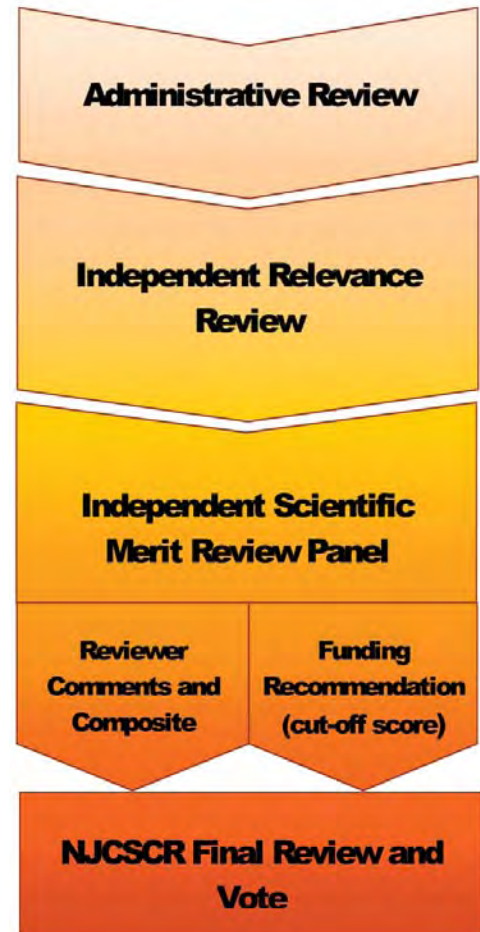 Administrative Review
Independent Relevance
Review
Independent Scientific
Merit Review Panel
Reviewer
Comments and
Composite
Funding
Recommendation
(cut-off score)
NJCSCR Final Review and
Vote